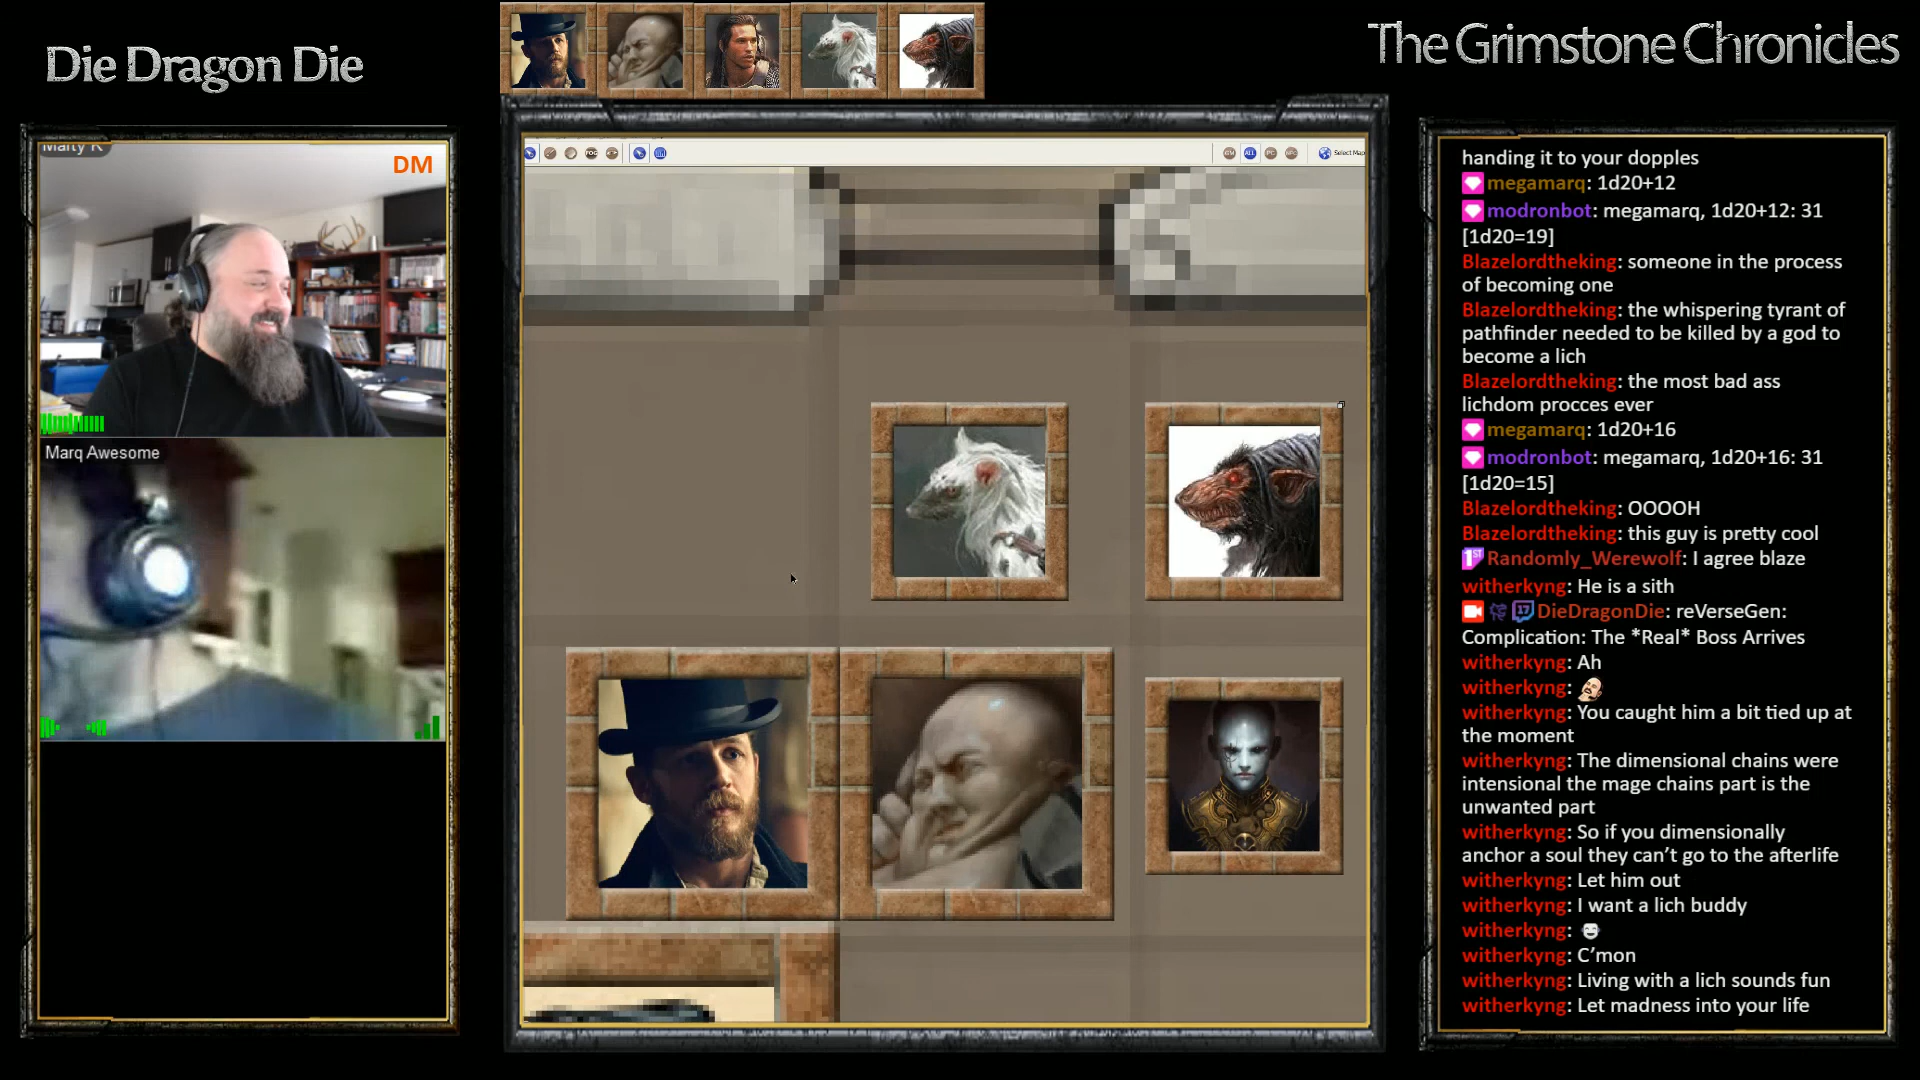 Die Dragon Die
The Grimstone Chronicles
Marty K
DM
Marq Awesome
FOG
ALL
Select Map
handing it to your dopples
megamarq: 1d20+12
modronbot: megamarq, 1d20+12: 31
[1d20=19]
Blazelordtheking: someone in the process
of becoming one
Blazelordtheking: the whispering tyrant of
pathfinder needed to be killed by a god to
become a lich
Blazelordtheking: the most bad ass
lichdom procces ever
megamarq: 1d20+16
modronbot: megamarq, 1d20+16: 31
[1d20=15]
Blazelordtheking: OOOOH
Blazelordtheking: this guy is pretty cool
1ST Randomly_Werewolf: I agree blaze
witherkyng: He is a sith
17 DieDragonDie: reVerseGen:
Complication: The *Real* Boss Arrives
witherkyng: Ah
witherkyng:
witherkyng: You caught him a bit tied up at
the moment
witherkyng: The dimensional chains were
intensional the mage chains part is the
unwanted part
witherkyng: So if you dimensionally
anchor a soul they can't go to the afterlife
witherkyng: Let him out
witherkyng: I want a lich buddy
witherkyng:
witherkyng: C'mon
witherkyng: Living with a lich sounds fun
witherkyng: Let madness into your life